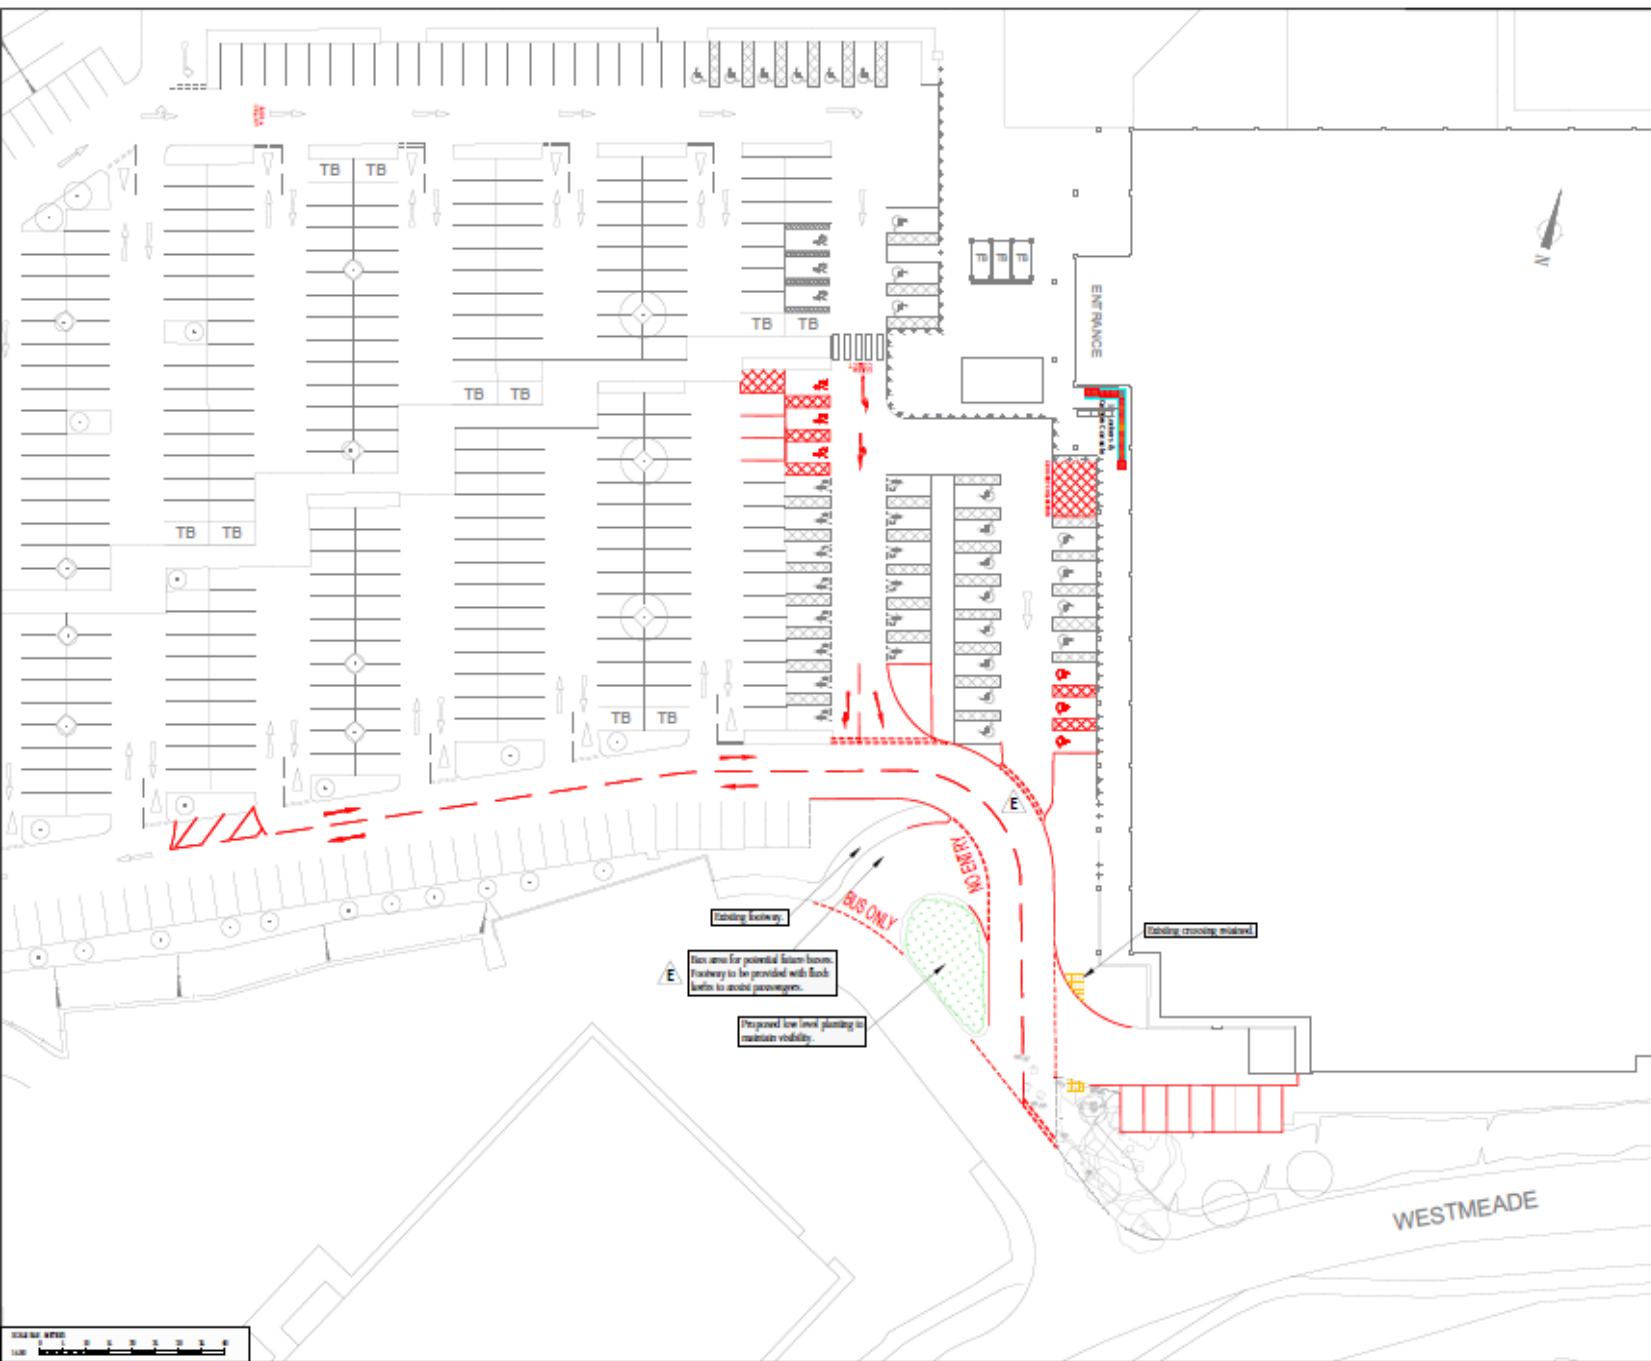 TB TB
TB TB TB
ENTRANCE
N
TB TB
TB TB
TB TB
TB TB
E
NO ENTRY
BUS ONLY
Existing footway.
Existing crossing retained.
E
Bus area for potential future buses.
Footway to be provided with flush
kerbs to assist passengers.
Proposed low level planting to
maintain visibility.
WESTMEADE